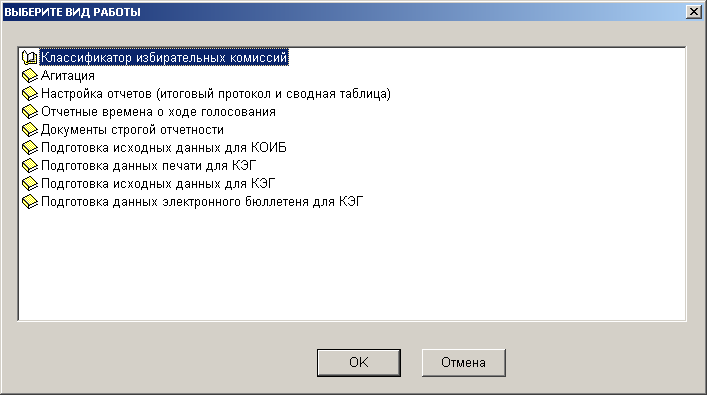 ВЫБЕРИТЕ ВИД РАБОТЫ
Классификатор избирательных комиссий
Агитация
Настройка отчетов (итоговый протокол и сводная таблица)
Отчетные времена о ходе голосования
Документы строгой отчетности
Подготовка исходных данных для КОИБ
Подготовка данных печати для КЭГ
Подготовка исходных данных для КЭГ
Подготовка данных электронного бюллетеня для КЭГ
OK
Отмена